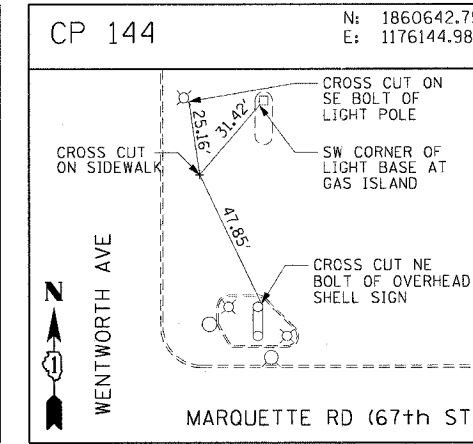 CP 144
N: 1860642.79
E: 1176144.98
CROSS CUT ON
SE BOLT OF
LIGHT POLE
25.16'
31.42'
CROSS CUT
ON SIDEWALK
SW CORNER OF
LIGHT BASE AT
GAS ISLAND
47.85'
CROSS CUT NE
BOLT OF OVERHEAD
SHELL SIGN
N
1
WENTWORTH AVE
MARQUETTE RD (67th ST